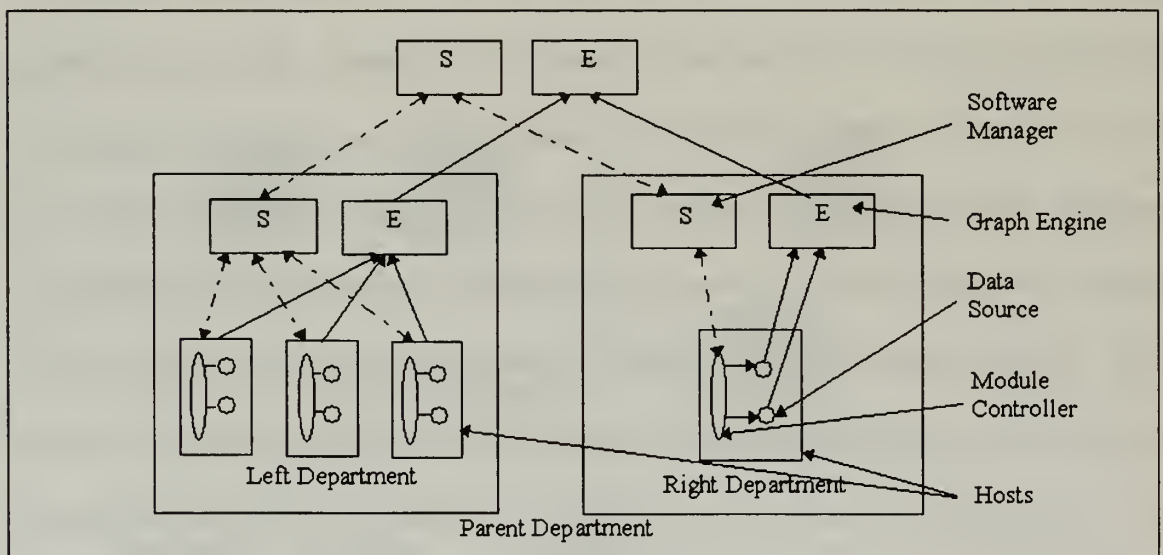 S E
Software
Manager
S E
S E
Graph Engine
Data
Source
Module
Controller
Left Department
Right Department
Hosts
Parent Department